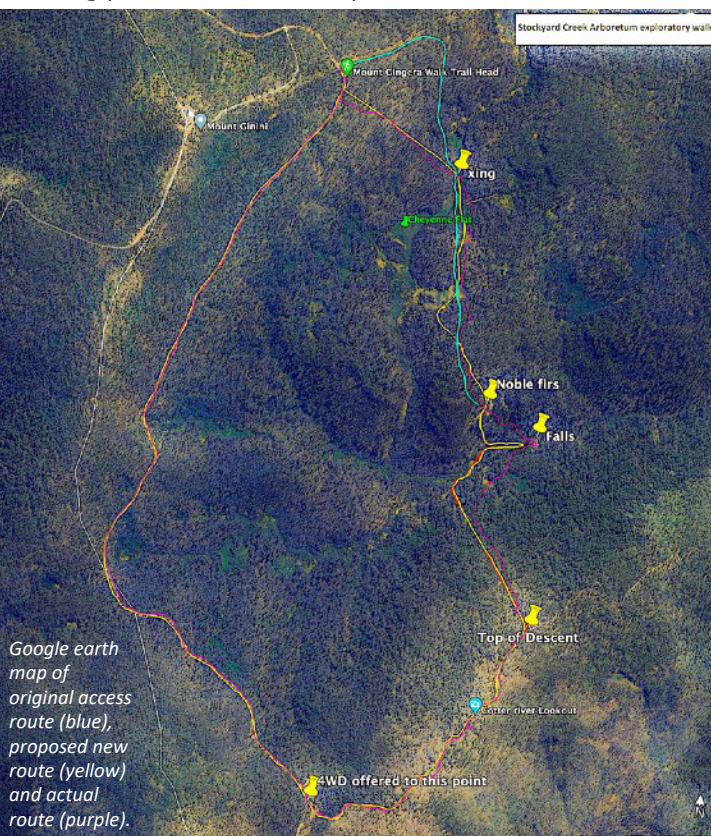 Stockyard Creek Arboretum exploratory walk
Mount Gingera Walk Trail Head
Mount Ginini
xing
Cheyenne Flat
Noble firs
Falls
Top of Descent
Cotter river Lookout
4WD offered to this point
Google earth
map of
original access
route (blue),
proposed new
route (yellow)
and actual
route (purple).
N